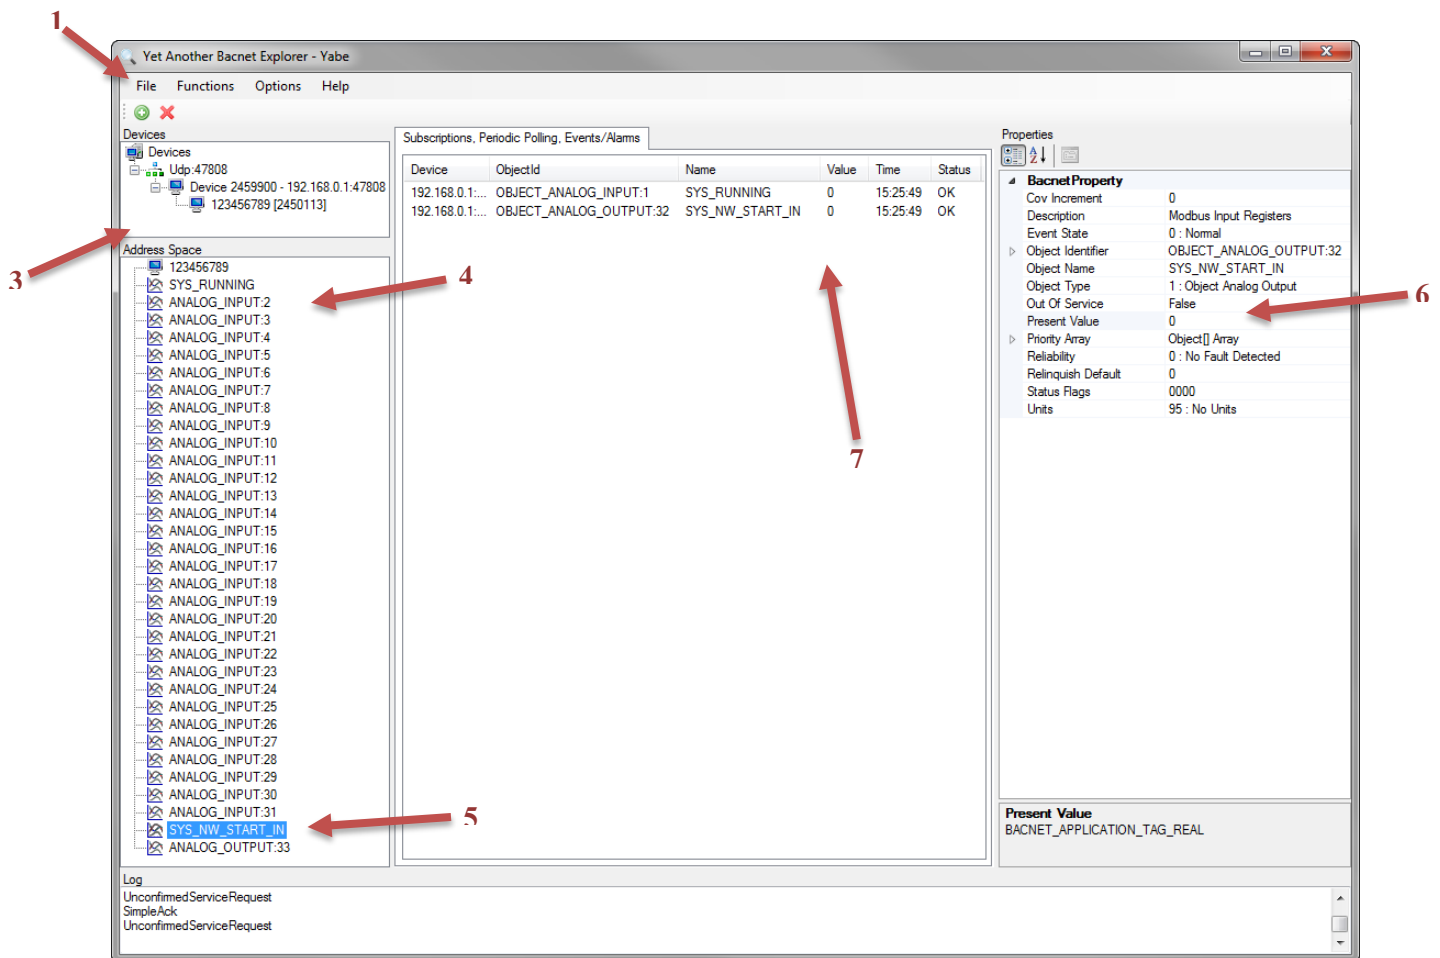 1
Yet Another Bacnet Explorer - Yabe
File Functions Options Help
Devices
Devices
Udp:47808
Device 2459900 - 192.168.0.1:47808
123456789 [2450113]
3
Address Space
123456789
SYS_RUNNING
ANALOG_INPUT:2
ANALOG_INPUT:3
ANALOG_INPUT:4
ANALOG_INPUT:5
ANALOG_INPUT:6
ANALOG_INPUT:7
ANALOG_INPUT:8
ANALOG_INPUT:9
ANALOG_INPUT:10
ANALOG_INPUT:11
ANALOG_INPUT:12
ANALOG_INPUT:13
ANALOG_INPUT:14
ANALOG_INPUT:15
ANALOG_INPUT:16
ANALOG_INPUT:17
ANALOG_INPUT:18
ANALOG_INPUT:19
ANALOG_INPUT:20
ANALOG_INPUT:21
ANALOG_INPUT:22
ANALOG_INPUT:23
ANALOG_INPUT:24
ANALOG_INPUT:25
ANALOG_INPUT:26
ANALOG_INPUT:27
ANALOG_INPUT:28
ANALOG_INPUT:29
ANALOG_INPUT:30
ANALOG_INPUT:31
SYS_NW_START_IN
ANALOG_OUTPUT:33
Subscriptions, Periodic Polling, Events/Alarms
Device ObjectId Name Value Time Status
192.168.0.1:... OBJECT_ANALOG_INPUT:1 SYS_RUNNING 0 15:25:49 OK
192.168.0.1:... OBJECT_ANALOG_OUTPUT:32 SYS_NW_START_IN 0 15:25:49 OK
4
7
5
Properties
BacnetProperty
Cov Increment 0
Description Modbus Input Registers
Event State 0 : Normal
Object Identifier OBJECT_ANALOG_OUTPUT:32
Object Name SYS_NW_START_IN
Object Type 1 : Object Analog Output
Out Of Service False
Present Value 0
Priority Array Object[] Array
Reliability 0 : No Fault Detected
Relinquish Default 0
Status Flags 0000
Units 95 : No Units
6
Present Value
BACNET_APPLICATION_TAG_REAL
Log
UnconfirmedServiceRequest
SimpleAck
UnconfirmedServiceRequest